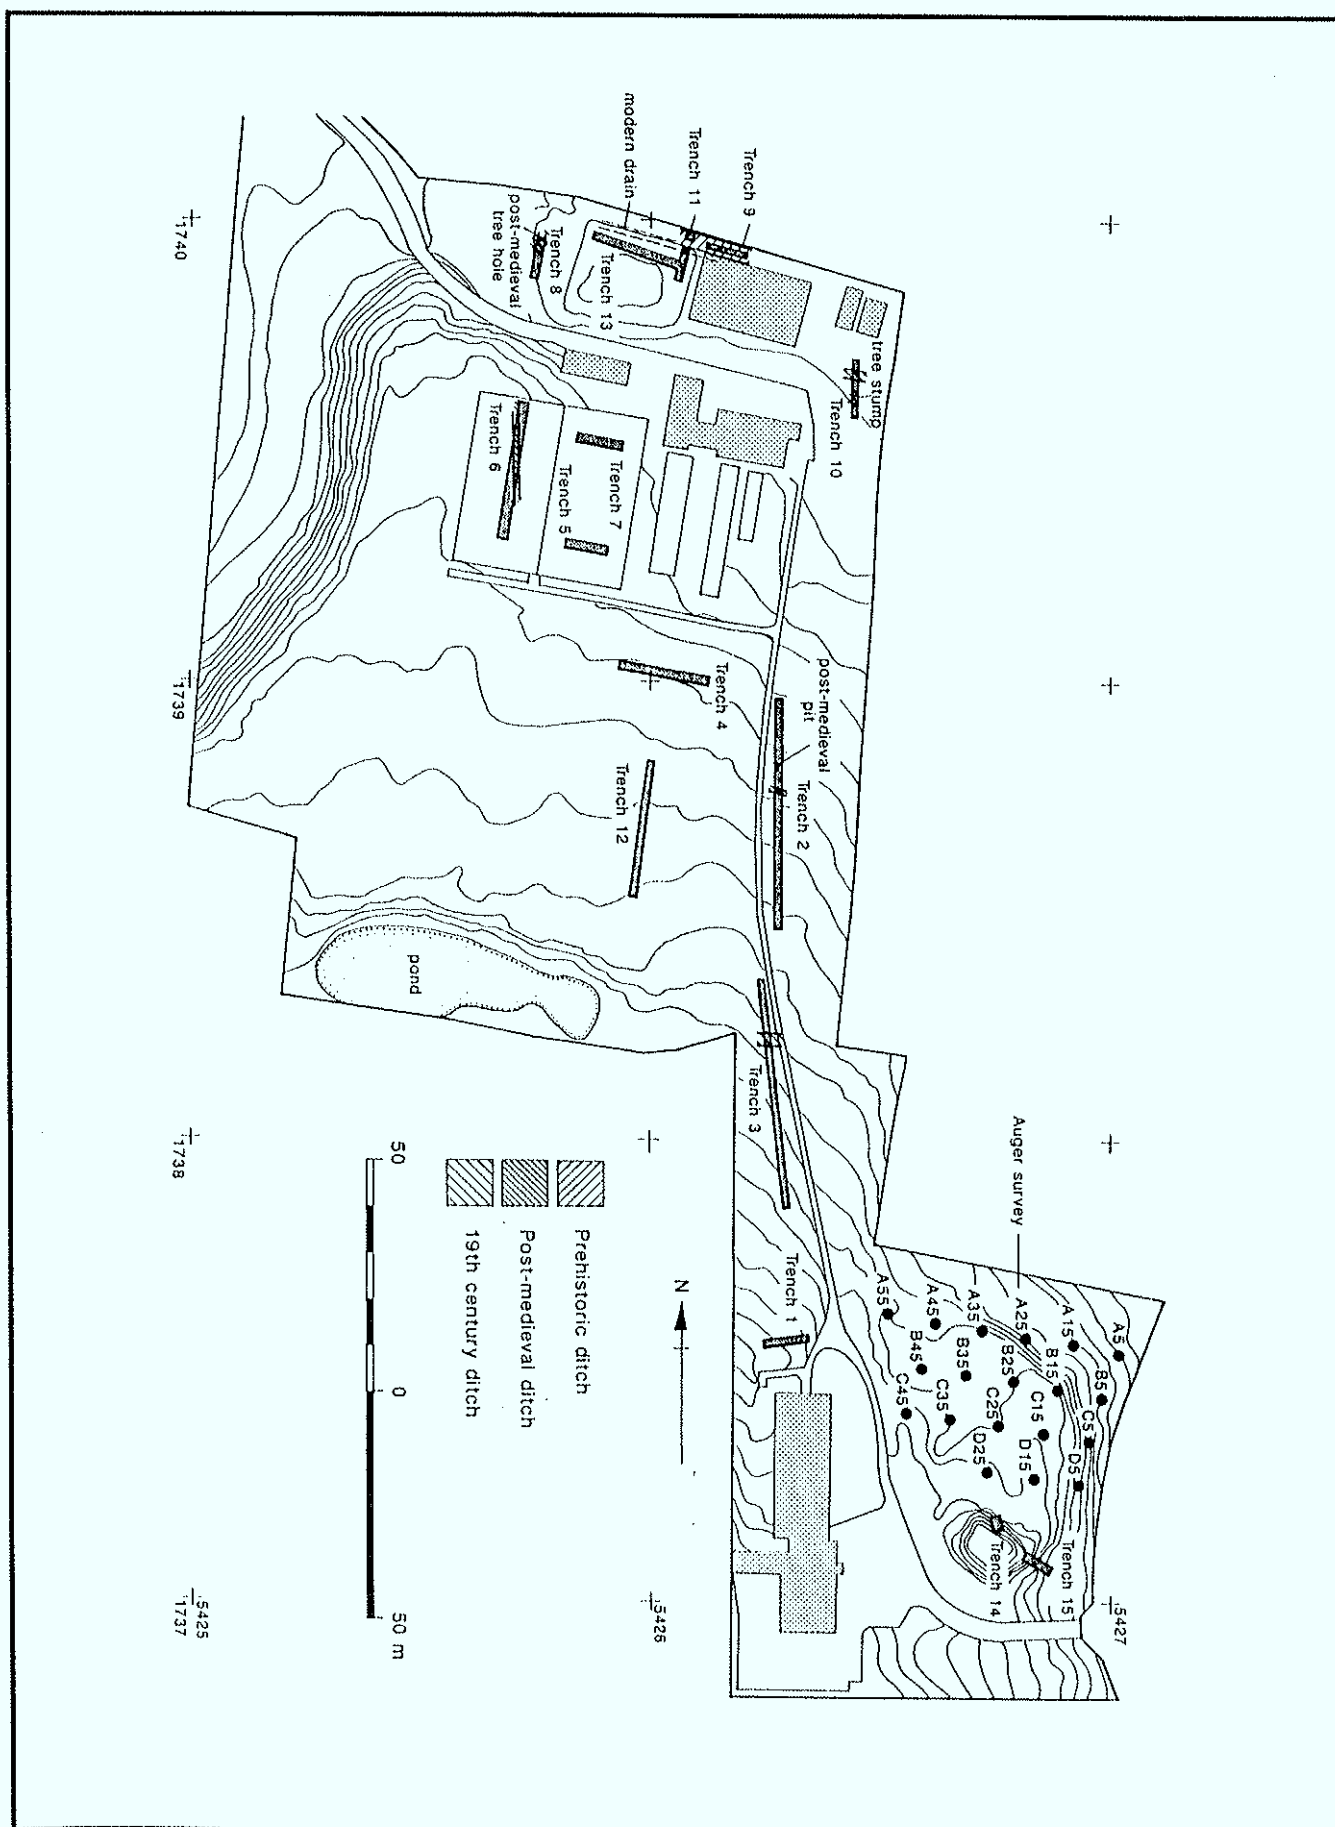 Trench 9
Trench 11
modern drain
Trench 13
Trench 8
post-medieval
tree hole
tree stump
Trench 10
Trench 7
Trench 5
Trench 6
Trench 4
post-medieval
pit
Trench 2
Trench 12
pond
Trench 3
Trench 1
Auger survey
A5
A15
A25
A35
A45
A55
B5
B15
B25
B35
B45
C5
C15
C25
C35
C45
D5
D15
D25
Trench 15
Trench 14
N
Prehistoric ditch
Post-medieval ditch
19th century ditch
50
0
50 m
1740
1739
1738
1737
5425
5426
5427